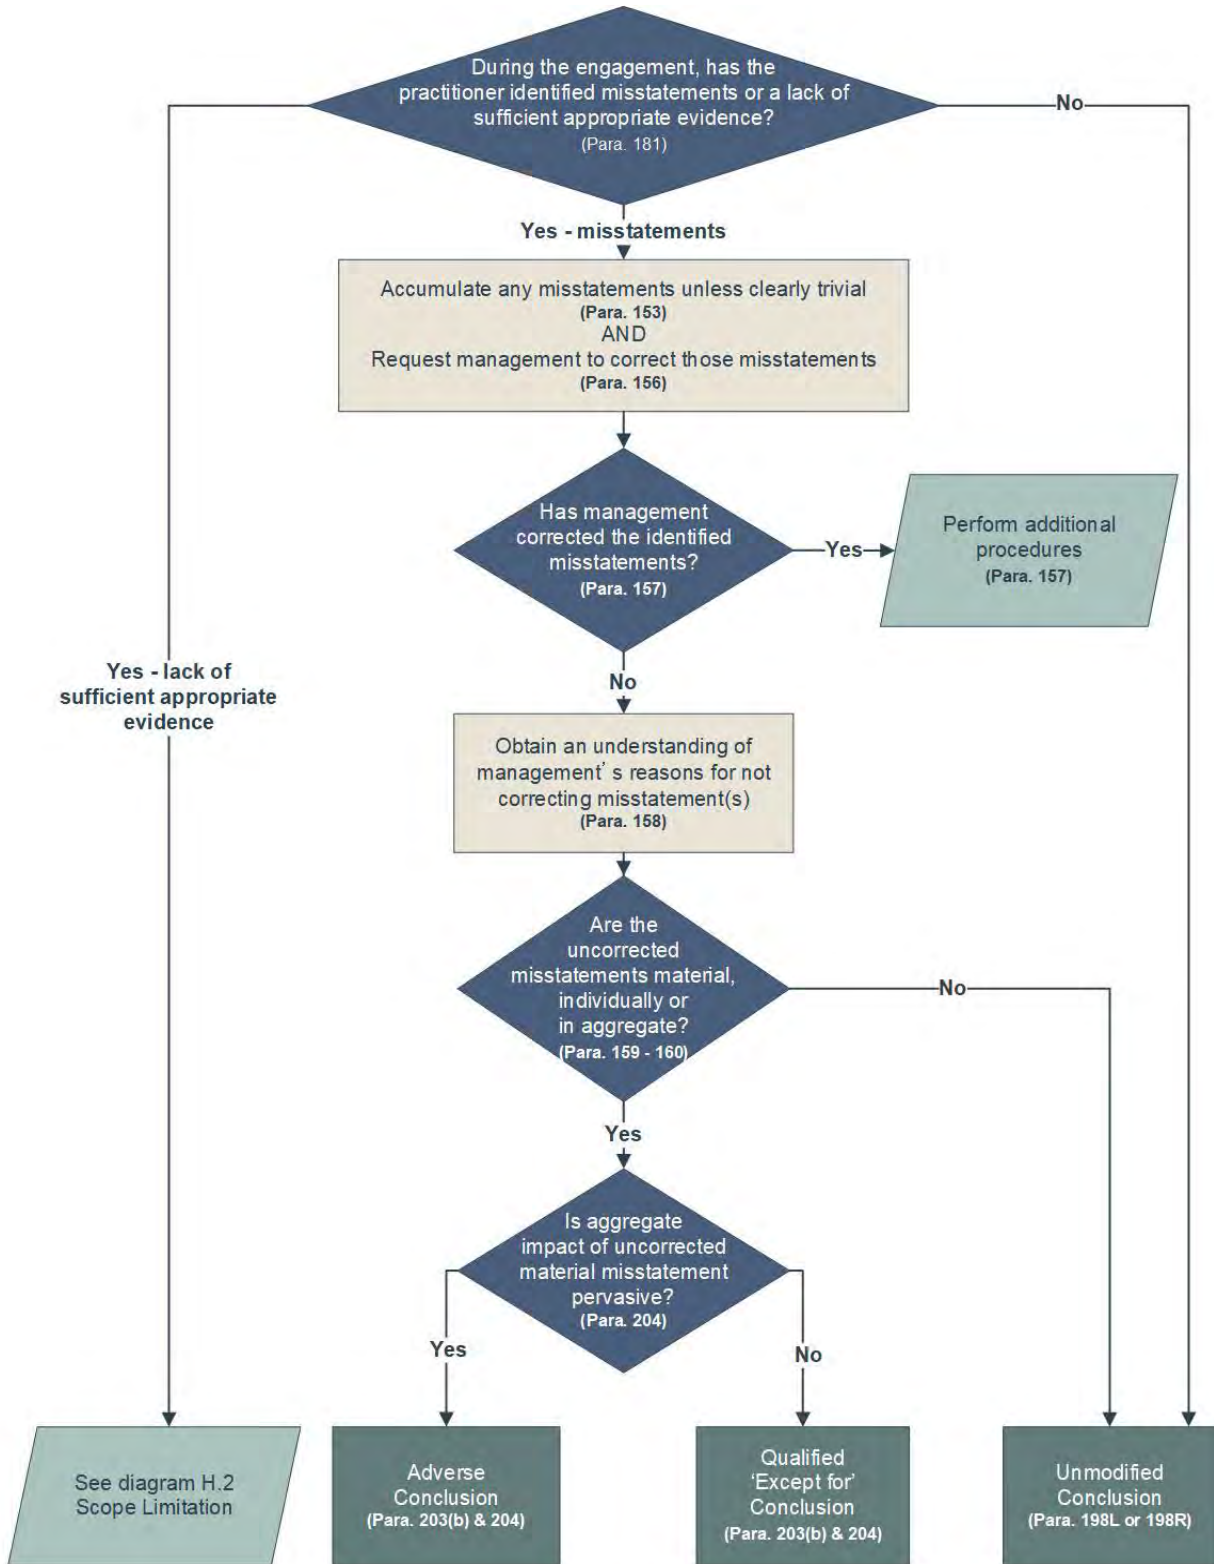 During the engagement, has the
practitioner identified misstatements or a lack of
sufficient appropriate evidence?
(Para. 181)
No
Yes - misstatements
Accumulate any misstatements unless clearly trivial
(Para. 153)
AND
Request management to correct those misstatements
(Para. 156)
Has management
corrected the identified
misstatements?
(Para. 157)
Yes
Perform additional
procedures
(Para. 157)
Yes - lack of
sufficient appropriate
evidence
No
Obtain an understanding of
management's reasons for not
correcting misstatement(s)
(Para. 158)
Are the
uncorrected
misstatements material,
individually or
in aggregate?
(Para. 159 - 160)
No
Yes
Is aggregate
impact of uncorrected
material misstatement
pervasive?
(Para. 204)
Yes
No
See diagram H.2
Scope Limitation
Adverse
Conclusion
(Para. 203(b) & 204)
Qualified
‘Except for’
Conclusion
(Para. 203(b) & 204)
Unmodified
Conclusion
(Para. 198L or 198R)